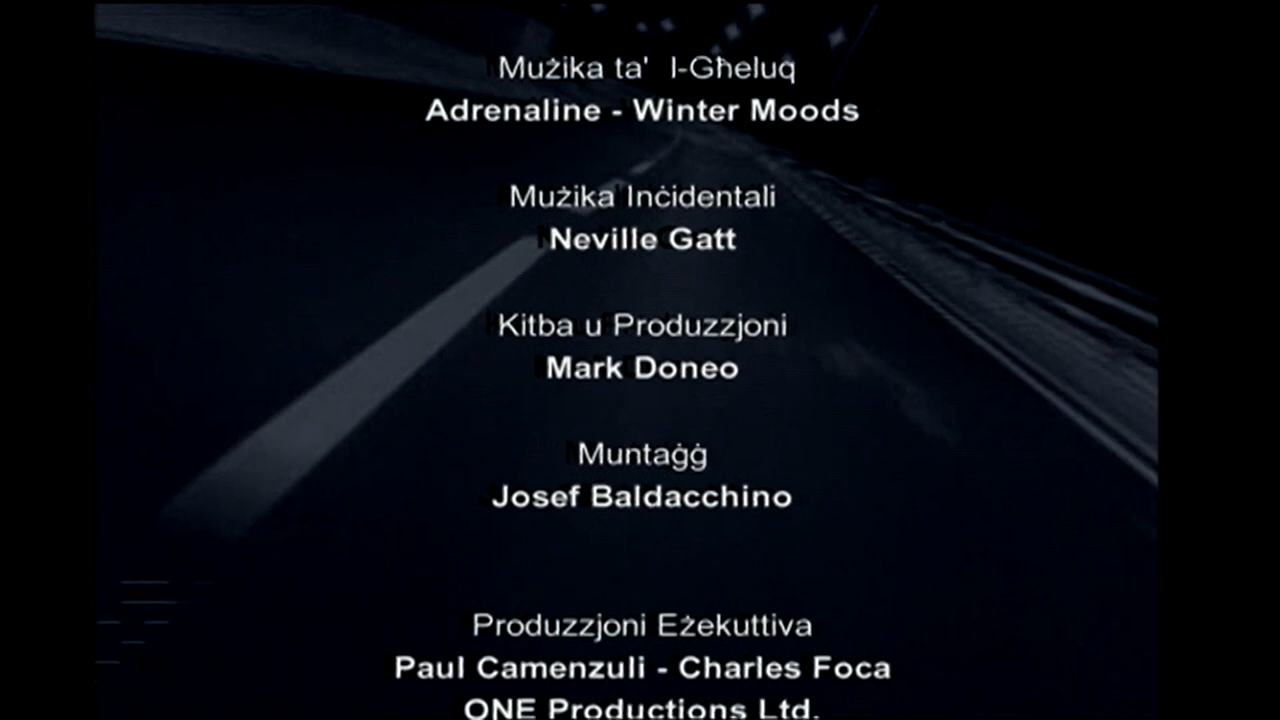 Mużika ta'  l-Għeluq
Adrenaline - Winter Moods
Mużika Inċidentali
Neville Gatt
Kitba u Produzzjoni
Mark Doneo
Muntaġġ
Josef Baldacchino
Produzzjoni Eżekuttiva
Paul Camenzuli - Charles Foca
ONE Productions Ltd.